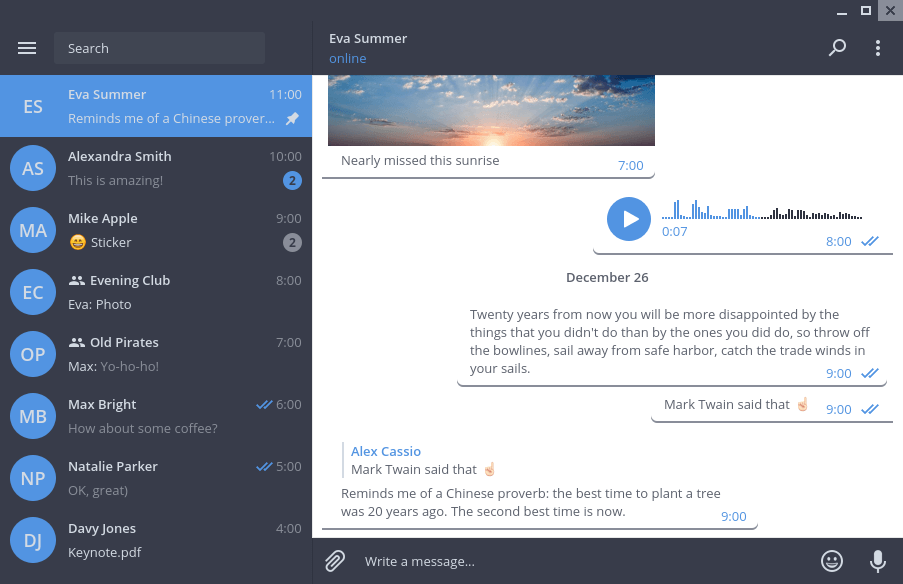 Search
ES
Eva Summer
11:00
Reminds me of a Chinese prover...
AS
Alexandra Smith
10:00
This is amazing!
2
MA
Mike Apple
9:00
😁 Sticker
2
EC
Evening Club
8:00
Eva: Photo
OP
Old Pirates
7:00
Max: Yo-ho-ho!
MB
Max Bright
6:00
How about some coffee?
NP
Natalie Parker
5:00
OK, great)
DJ
Davy Jones
4:00
Keynote.pdf
Eva Summer
online
Nearly missed this sunrise
7:00
0:07
8:00
December 26
Twenty years from now you will be more disappointed by the
things that you didn't do than by the ones you did do, so throw off
the bowlines, sail away from safe harbor, catch the trade winds in
your sails.
9:00
Mark Twain said that ☝🏻
9:00
Alex Cassio
Mark Twain said that ☝🏻
Reminds me of a Chinese proverb: the best time to plant a tree
was 20 years ago. The second best time is now.
9:00
Write a message...